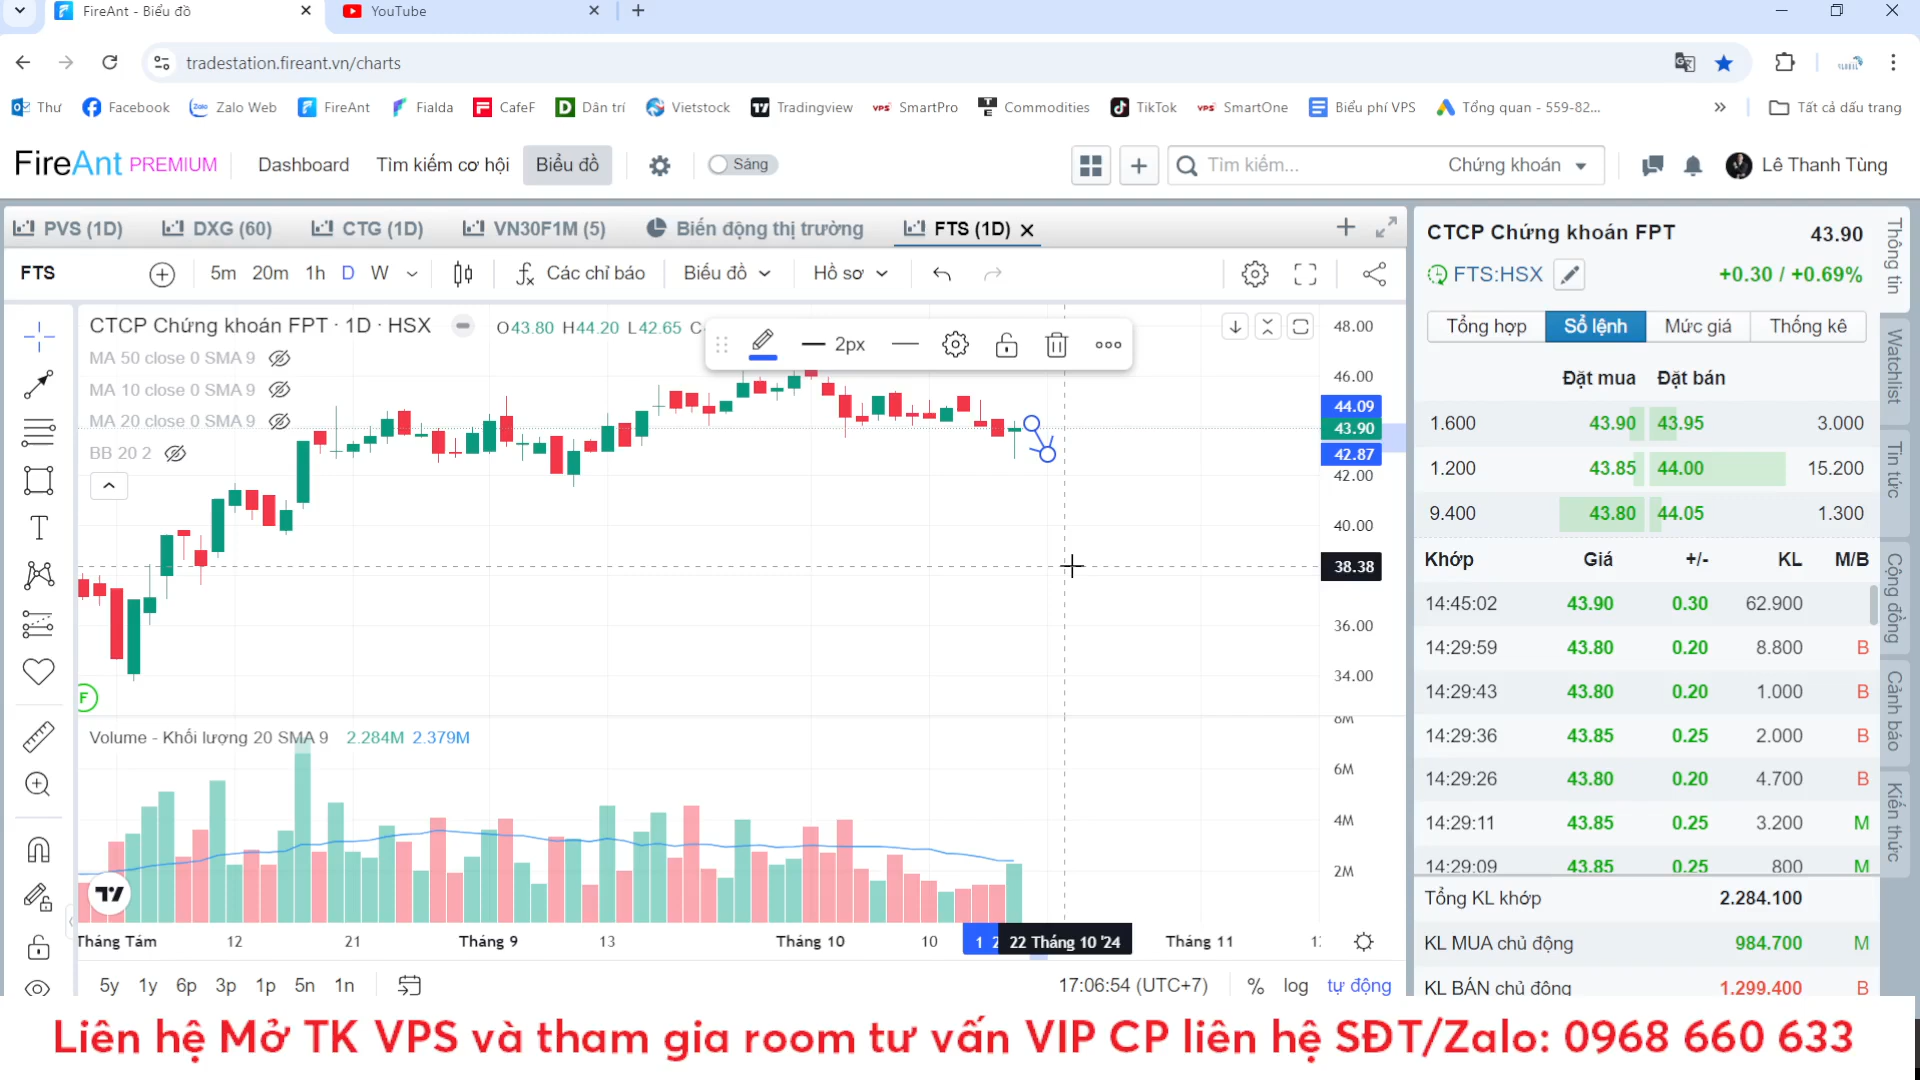 FireAnt - Biểu đồ
YouTube
tradestation.fireant.vn/charts
Thư Facebook Zalo Web FireAnt Fialda CafeF Dân trí Vietstock Tradingview SmartPro Commodities TikTok SmartOne Biểu phí VPS Tổng quan - 559-82... Tất cả dấu trang
FireAnt PREMIUM Dashboard Tìm kiếm cơ hội Biểu đồ Sáng Tìm kiếm... Chứng khoán Lê Thanh Tùng
PVS (1D) DXG (60) CTG (1D) VN30F1M (5) Biến động thị trường FTS (1D)
FTS 5m 20m 1h D W Các chỉ báo Biểu đồ Hồ sơ
CTCP Chứng khoán FPT · 1D · HSX O43.80 H44.20 L42.65
2px
MA 50 close 0 SMA 9
MA 10 close 0 SMA 9
MA 20 close 0 SMA 9
BB 20 2
48.00
46.00
44.09
43.90
42.87
42.00
40.00
38.38
36.00
34.00
F
Volume - Khối lượng 20 SMA 9 2.284M 2.379M
8M
6M
4M
2M
Tháng Tám 12 21 Tháng 9 13 Tháng 10 10 22 Tháng 10 '24 Tháng 11
5y 1y 6p 3p 1p 5n 1n 17:06:54 (UTC+7) % log tự động
CTCP Chứng khoán FPT 43.90
FTS:HSX +0.30 / +0.69%
Tổng hợp Sổ lệnh Mức giá Thống kê
Đặt mua Đặt bán
1.600 43.90 43.95 3.000
1.200 43.85 44.00 15.200
9.400 43.80 44.05 1.300
Khớp Giá +/- KL M/B
14:45:02 43.90 0.30 62.900
14:29:59 43.80 0.20 8.800 B
14:29:43 43.80 0.20 1.000 B
14:29:36 43.85 0.25 2.000 B
14:29:26 43.80 0.20 4.700 B
14:29:11 43.85 0.25 3.200 M
14:29:09 43.85 0.25 800 M
Tổng KL khớp 2.284.100
KL MUA chủ động 984.700 M
KL BÁN chủ động 1.299.400 B
Thông tin
Watchlist
Tin tức
Cộng đồng
Cảnh báo
Kiến thức
Liên hệ Mở TK VPS và tham gia room tư vấn VIP CP liên hệ SĐT/Zalo: 0968 660 633